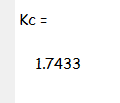 Kc =
1.7433